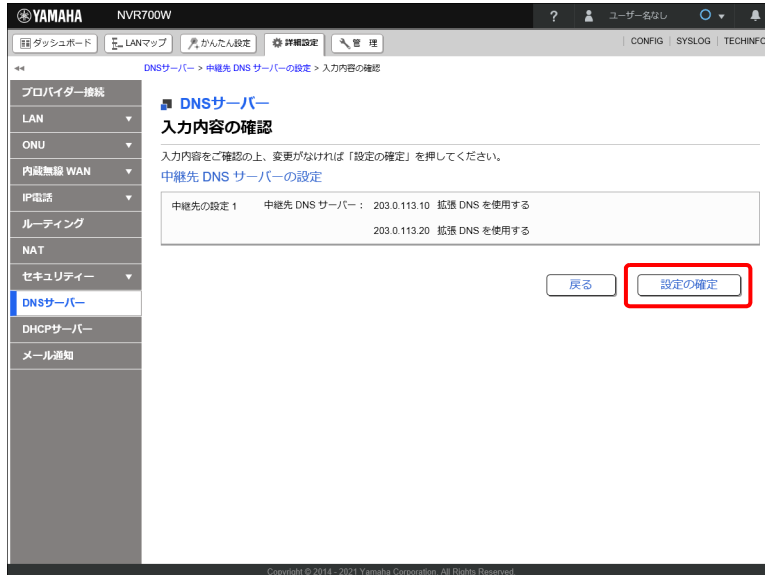 YAMAHA NVR700W ? ユーザー名なし
ダッシュボード LANマップ かんたん設定 詳細設定 管 理 CONFIG SYSLOG TECHINFO
DNSサーバー > 中継先 DNS サーバーの設定 > 入力内容の確認
プロバイダー接続
LAN
ONU
内蔵無線 WAN
IP電話
ルーティング
NAT
セキュリティー
DNSサーバー
DHCPサーバー
メール通知
DNSサーバー
入力内容の確認
入力内容をご確認の上、変更がなければ「設定の確定」を押してください。
中継先 DNS サーバーの設定
中継先の設定 1 中継先 DNS サーバー : 203.0.113.10 拡張 DNS を使用する
203.0.113.20 拡張 DNS を使用する
戻る 設定の確定
Copyright © 2014 - 2021 Yamaha Corporation. All Rights Reserved.